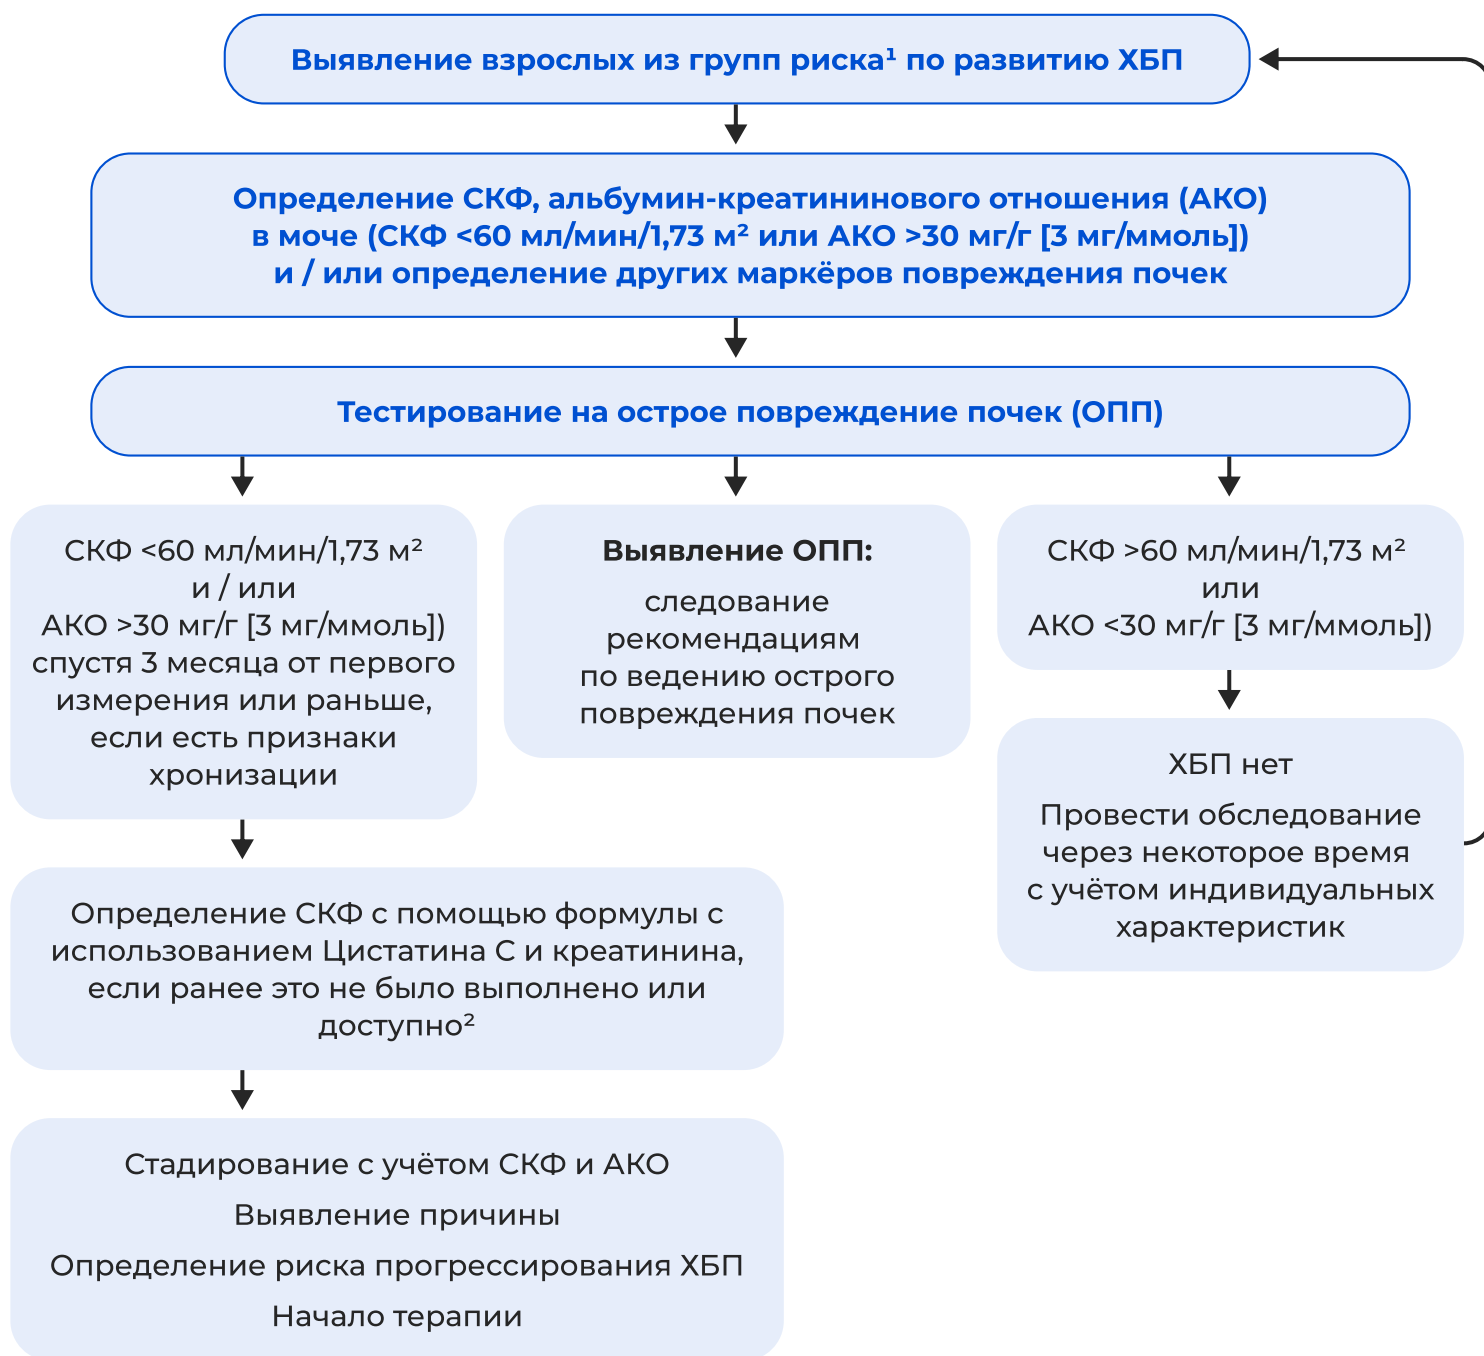 Выявление взрослых из групп риска¹ по развитию ХБП
Определение СКФ, альбумин-креатининового отношения (АКО)
в моче (СКФ <60 мл/мин/1,73 м² или АКО >30 мг/г [3 мг/ммоль])
и / или определение других маркёров повреждения почек
Тестирование на острое повреждение почек (ОПП)
СКФ <60 мл/мин/1,73 м²
и / или
АКО >30 мг/г [3 мг/ммоль])
спустя 3 месяца от первого
измерения или раньше,
если есть признаки
хронизации
Выявление ОПП:
следование
рекомендациям
по ведению острого
повреждения почек
СКФ >60 мл/мин/1,73 м²
или
АКО <30 мг/г [3 мг/ммоль])
ХБП нет
Провести обследование
через некоторое время
с учётом индивидуальных
характеристик
Определение СКФ с помощью формулы с
использованием Цистатина С и креатинина,
если ранее это не было выполнено или
доступно²
Стадирование с учётом СКФ и АКО
Выявление причины
Определение риска прогрессирования ХБП
Начало терапии